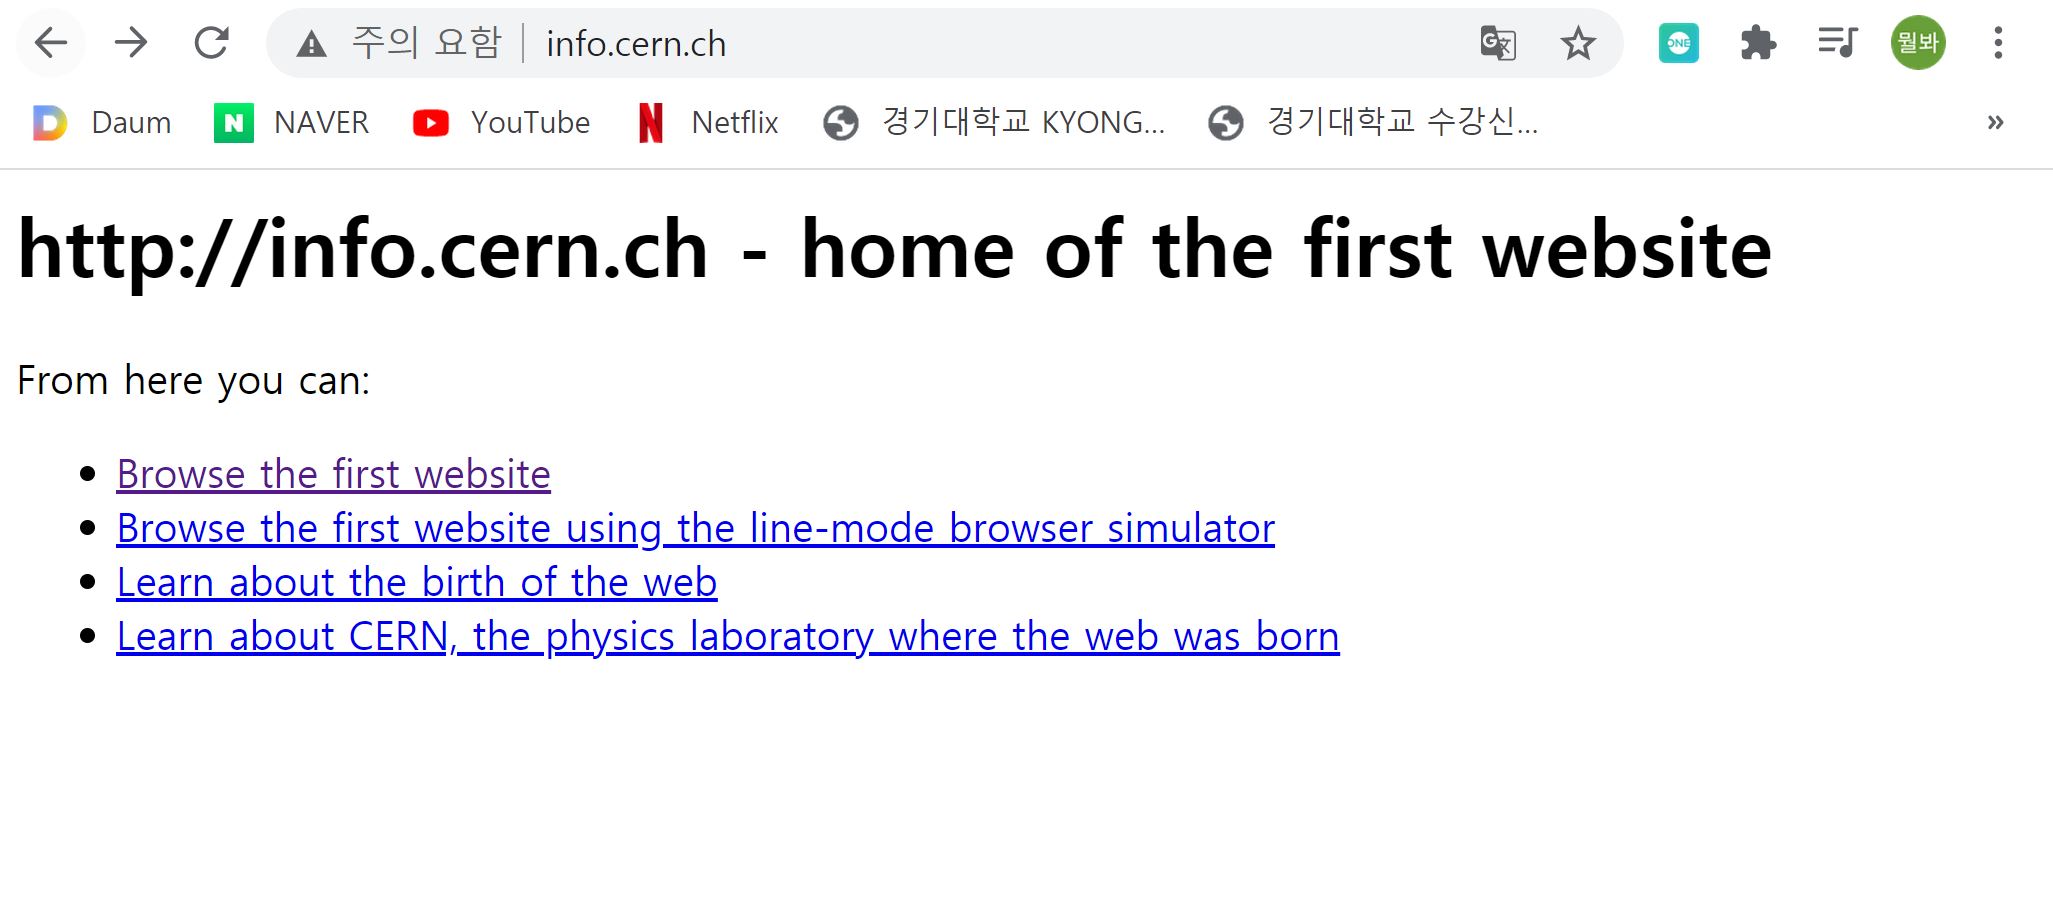 주의 요함 info.cern.ch 뭘봐
Daum NAVER YouTube Netflix 경기대학교 KYONG... 경기대학교 수강신... »
http://info.cern.ch - home of the first website
From here you can:
Browse the first website
Browse the first website using the line-mode browser simulator
Learn about the birth of the web
Learn about CERN, the physics laboratory where the web was born